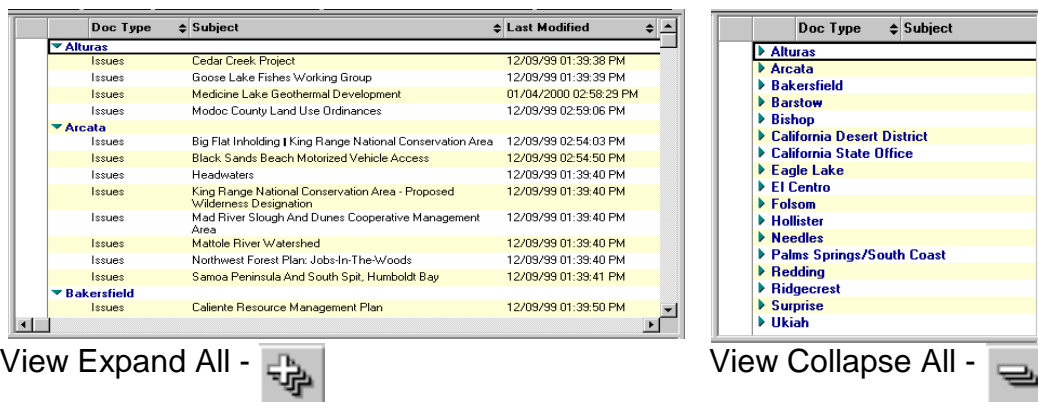 Doc Type Subject Last Modified
Alturas
Issues Cedar Creek Project 12/09/99 01:39:38 PM
Issues Goose Lake Fishes Working Group 12/09/99 01:39:39 PM
Issues Medicine Lake Geothermal Development 01/04/2000 02:58:29 PM
Issues Modoc County Land Use Ordinances 12/09/99 02:59:06 PM
Arcata
Issues Big Flat Inholding | King Range National Conservation Area 12/09/99 02:54:03 PM
Issues Black Sands Beach Motorized Vehicle Access 12/09/99 02:54:50 PM
Issues Headwaters 12/09/99 01:39:40 PM
Issues King Range National Conservation Area - Proposed 12/09/99 01:39:40 PM
Wilderness Designation
Issues Mad River Slough And Dunes Cooperative Management 12/09/99 01:39:40 PM
Area
Issues Mattole River Watershed 12/09/99 01:39:40 PM
Issues Northwest Forest Plan: Jobs-In-The-Woods 12/09/99 01:39:40 PM
Issues Samoa Peninsula And South Spit, Humboldt Bay 12/09/99 01:39:41 PM
Bakersfield
Issues Caliente Resource Management Plan 12/09/99 01:39:50 PM
View Expand All -
Doc Type Subject
Alturas
Arcata
Bakersfield
Barstow
Bishop
California Desert District
California State Office
Eagle Lake
El Centro
Folsom
Hollister
Needles
Palms Springs/South Coast
Redding
Ridgecrest
Surprise
Ukiah
View Collapse All -